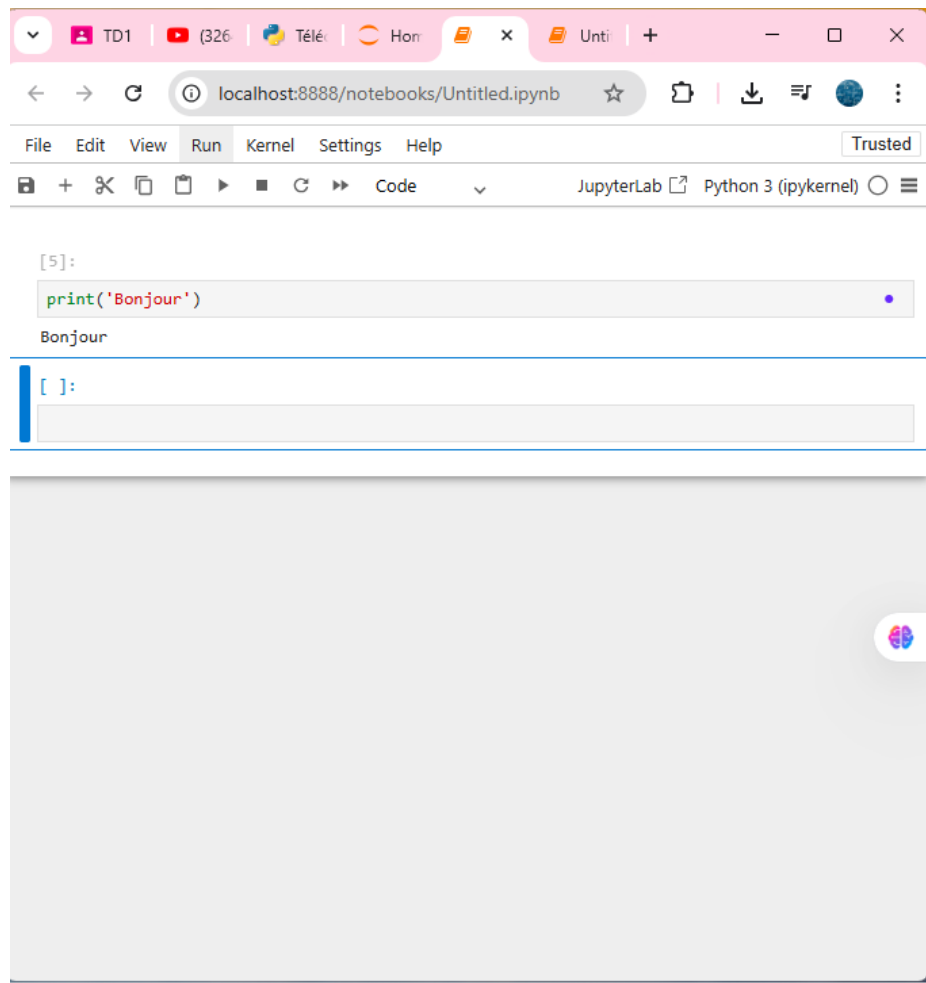 TD1 (326 Télé Hom Unti
localhost:8888/notebooks/Untitled.ipynb
File Edit View Run Kernel Settings Help Trusted
Code JupyterLab Python 3 (ipykernel)
[5]:
print('Bonjour')
Bonjour
[ ]: